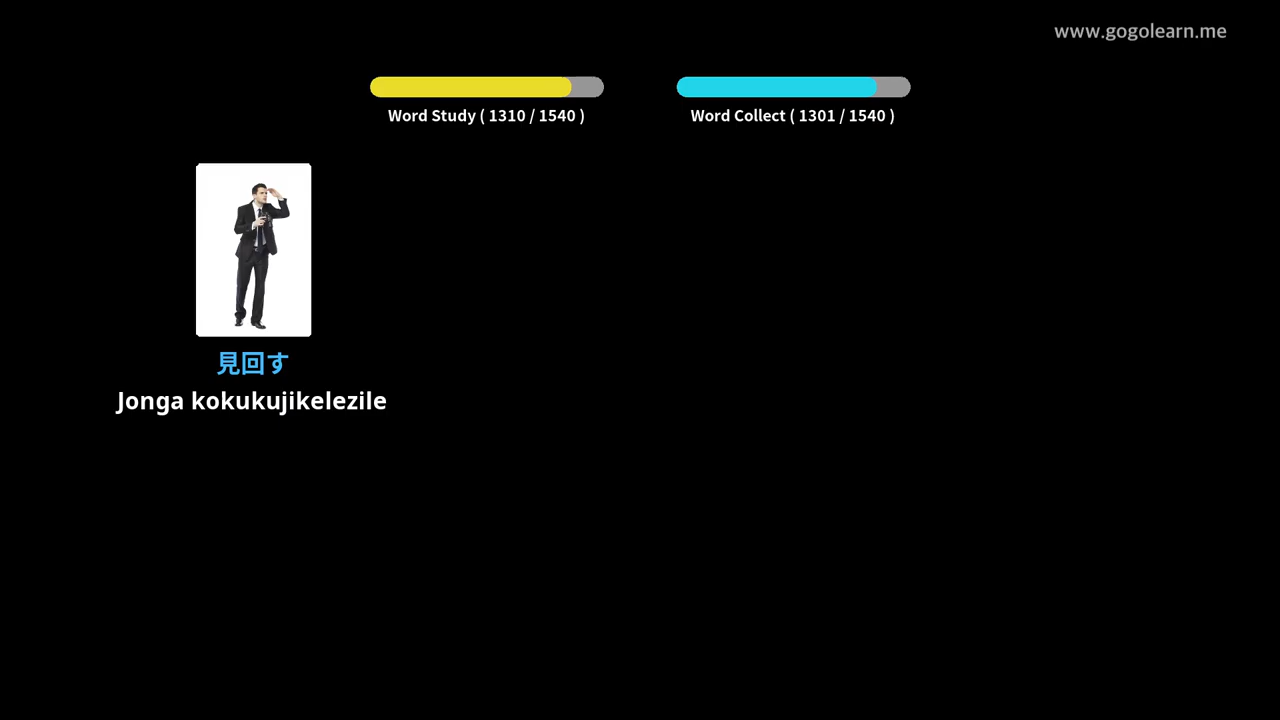 www.gogolearn.me
Word Study ( 1310 / 1540 )
Word Collect ( 1301 / 1540 )
見回す
Jonga kokukujikelezile